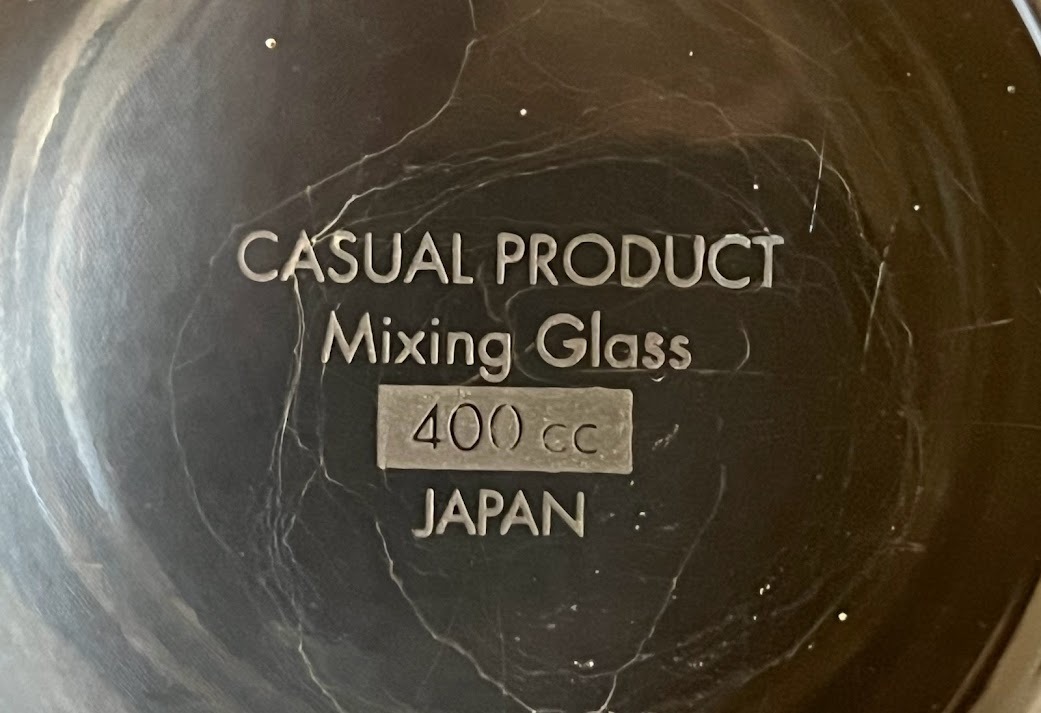 CASUAL PRODUCT
Mixing Glass
400 cc
JAPAN